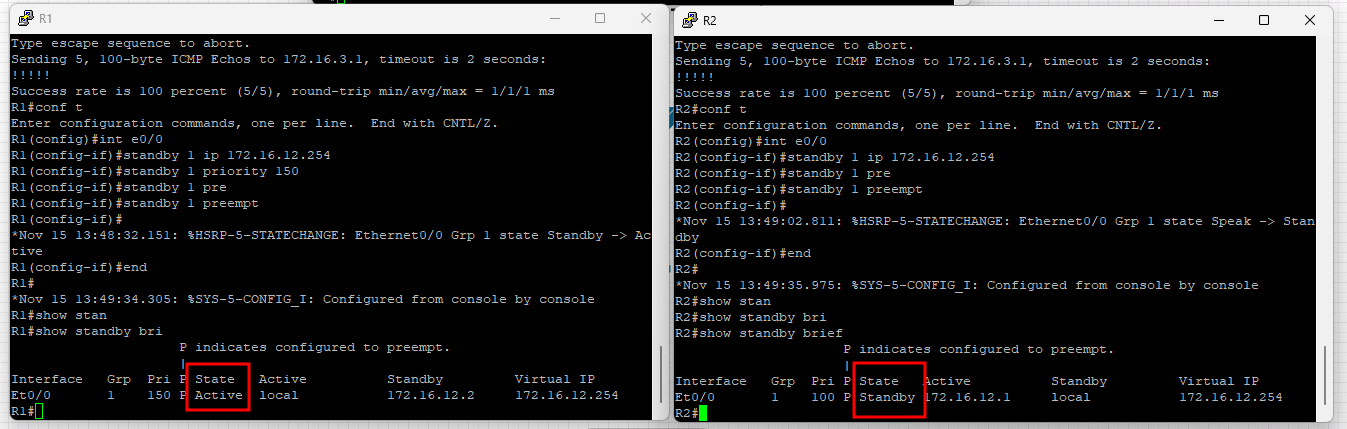 R1
Type escape sequence to abort.
Sending 5, 100-byte ICMP Echos to 172.16.3.1, timeout is 2 seconds:
!!!!!
Success rate is 100 percent (5/5), round-trip min/avg/max = 1/1/1 ms
R1#conf t
Enter configuration commands, one per line.  End with CNTL/Z.
R1(config)#int e0/0
R1(config-if)#standby 1 ip 172.16.12.254
R1(config-if)#standby 1 priority 150
R1(config-if)#standby 1 pre
R1(config-if)#standby 1 preempt
R1(config-if)#
*Nov 15 13:48:32.151: %HSRP-5-STATECHANGE: Ethernet0/0 Grp 1 state Standby -> Ac
tive
R1(config-if)#end
R1#
*Nov 15 13:49:34.305: %SYS-5-CONFIG_I: Configured from console by console
R1#show stan
R1#show standby bri
P indicates configured to preempt.
|
Interface   Grp  Pri P State   Active          Standby         Virtual IP
Et0/0       1    150 P Active  local           172.16.12.2     172.16.12.254
R1#
R2
Type escape sequence to abort.
Sending 5, 100-byte ICMP Echos to 172.16.3.1, timeout is 2 seconds:
!!!!!
Success rate is 100 percent (5/5), round-trip min/avg/max = 1/1/1 ms
R2#conf t
Enter configuration commands, one per line.  End with CNTL/Z.
R2(config)#int e0/0
R2(config-if)#standby 1 ip 172.16.12.254
R2(config-if)#standby 1 pre
R2(config-if)#standby 1 preempt
R2(config-if)#
*Nov 15 13:49:02.811: %HSRP-5-STATECHANGE: Ethernet0/0 Grp 1 state Speak -> Stan
dby
R2(config-if)#end
R2#
*Nov 15 13:49:35.975: %SYS-5-CONFIG_I: Configured from console by console
R2#show stan
R2#show standby bri
R2#show standby brief
P indicates configured to preempt.
|
Interface   Grp  Pri P State   Active          Standby         Virtual IP
Et0/0       1    100 P Standby 172.16.12.1     local           172.16.12.254
R2#